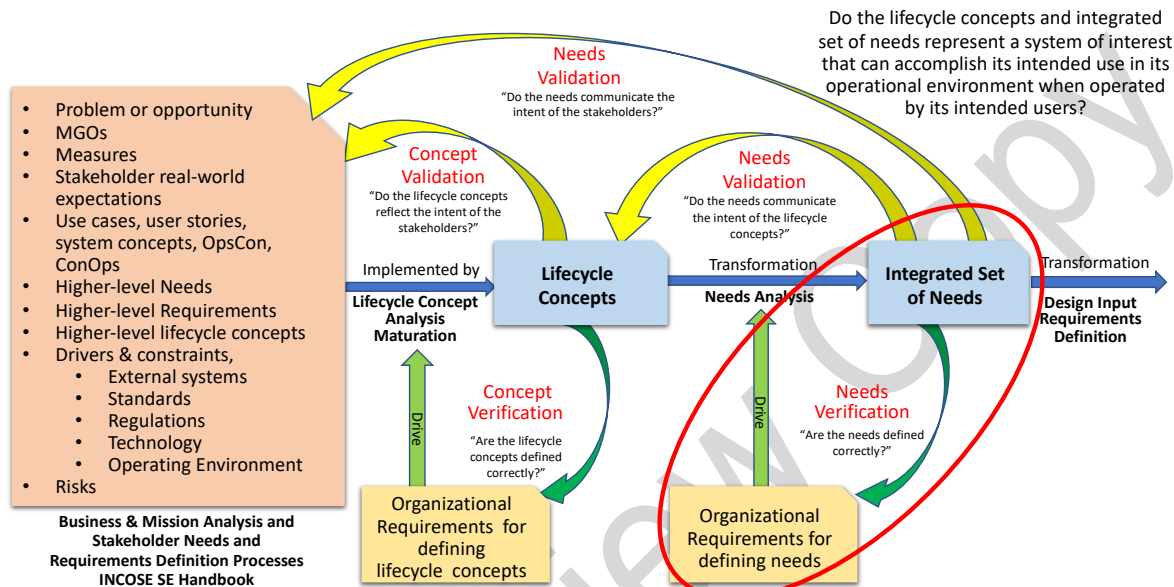 Do the lifecycle concepts and integrated
set of needs represent a system of interest
that can accomplish its intended use in its
operational environment when operated
by its intended users?
Needs
Validation
“Do the needs communicate the
intent of the stakeholders?”
• Problem or opportunity
• MGOs
• Measures
• Stakeholder real-world
expectations
• Use cases, user stories,
system concepts, OpsCon,
ConOps
• Higher-level Needs
• Higher-level Requirements
• Higher-level lifecycle concepts
• Drivers & constraints,
• External systems
• Standards
• Regulations
• Technology
• Operating Environment
• Risks
Business & Mission Analysis and
Stakeholder Needs and
Requirements Definition Processes
INCOSE SE Handbook
Concept
Validation
“Do the lifecycle concepts
reflect the intent of the
stakeholders?”
Needs
Validation
“Do the needs communicate
the intent of the lifecycle
concepts?”
Implemented by
Lifecycle Concept
Analysis
Maturation
Lifecycle
Concepts
Transformation
Needs Analysis
Integrated Set
of Needs
Transformation
Design Input
Requirements
Definition
Drive
Concept
Verification
“Are the lifecycle
concepts defined
correctly?”
Drive
Needs
Verification
“Are the needs defined
correctly?”
Organizational
Requirements for
defining
lifecycle concepts
Organizational
Requirements for
defining needs
view Copy